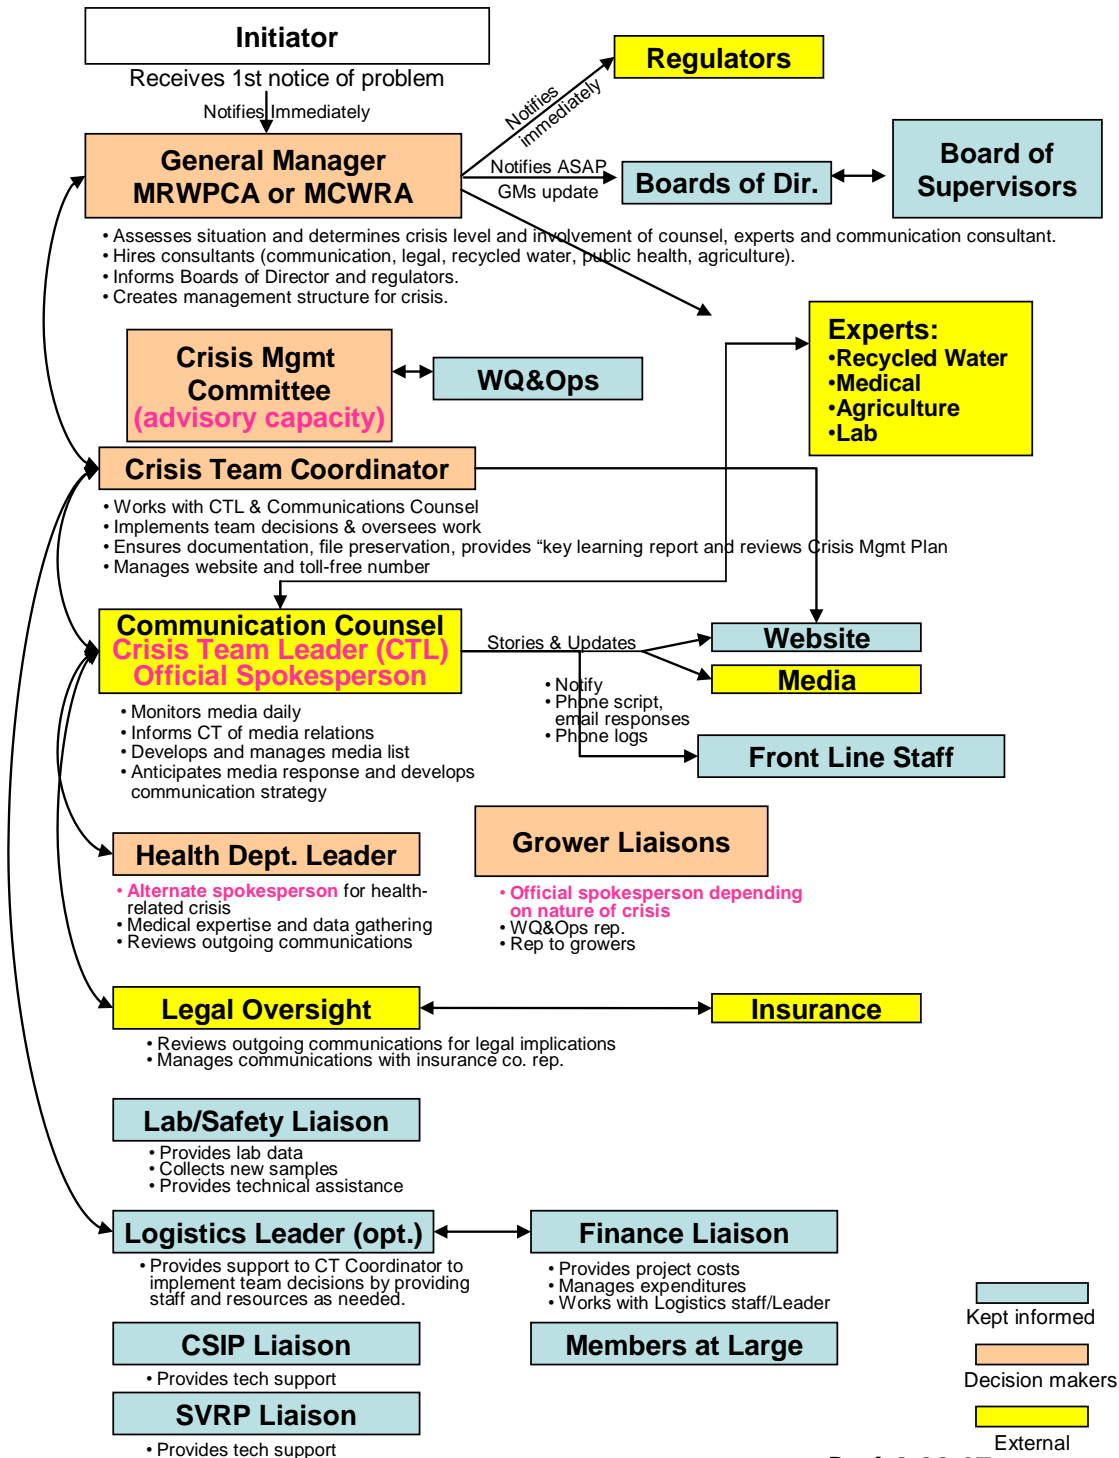 Initiator
Receives 1st notice of problem
Notifies Immediately
Regulators
Notifies
immediately
General Manager
MRWPCA or MCWRA
Notifies ASAP
GMs update
Boards of Dir.
Board of
Supervisors
• Assesses situation and determines crisis level and involvement of counsel, experts and communication consultant.
• Hires consultants (communication, legal, recycled water, public health, agriculture).
• Informs Boards of Director and regulators.
• Creates management structure for crisis.
Experts:
•Recycled Water
•Medical
•Agriculture
•Lab
Crisis Mgmt
Committee
(advisory capacity)
WQ&Ops
Crisis Team Coordinator
• Works with CTL & Communications Counsel
• Implements team decisions & oversees work
• Ensures documentation, file preservation, provides “key learning report and reviews Crisis Mgmt Plan
• Manages website and toll-free number
Communication Counsel
Crisis Team Leader (CTL)
Official Spokesperson
Stories & Updates
Website
Media
• Notify
• Phone script,
email responses
• Phone logs
Front Line Staff
• Monitors media daily
• Informs CT of media relations
• Develops and manages media list
• Anticipates media response and develops
communication strategy
Health Dept. Leader
• Alternate spokesperson for health-
related crisis
• Medical expertise and data gathering
• Reviews outgoing communications
Grower Liaisons
• Official spokesperson depending
on nature of crisis
• WQ&Ops rep.
• Rep to growers
Legal Oversight
Insurance
• Reviews outgoing communications for legal implications
• Manages communications with insurance co. rep.
Lab/Safety Liaison
• Provides lab data
• Collects new samples
• Provides technical assistance
Logistics Leader (opt.)
• Provides support to CT Coordinator to
implement team decisions by providing
staff and resources as needed.
Finance Liaison
• Provides project costs
• Manages expenditures
• Works with Logistics staff/Leader
CSIP Liaison
• Provides tech support
Members at Large
SVRP Liaison
• Provides tech support
Kept informed
Decision makers
External